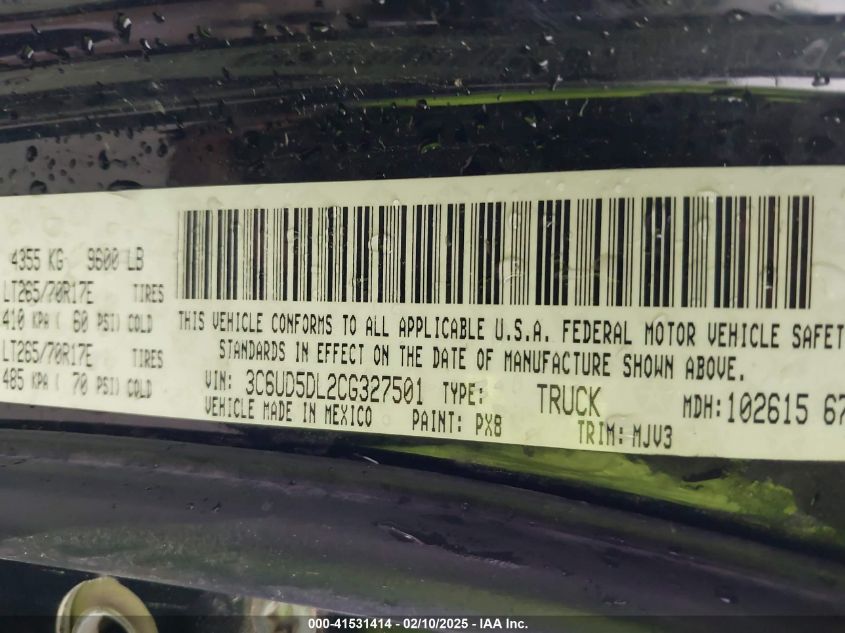 4355 KG 9600 LB
LT265/70R17E TIRES
410 KPA ( 60 PSI) COLD
LT265/70R17E TIRES
485 KPA ( 70 PSI) COLD
THIS VEHICLE CONFORMS TO ALL APPLICABLE U.S.A. FEDERAL MOTOR VEHICLE SAFET
STANDARDS IN EFFECT ON THE DATE OF MANUFACTURE SHOWN ABOVE.
VIN: 3C6UD5DL2CG327501 TYPE: TRUCK MDH: 102615 67
VEHICLE MADE IN MEXICO PAINT: PX8 TRIM: MJV3
000-41531414 - 02/10/2025 - IAA Inc.